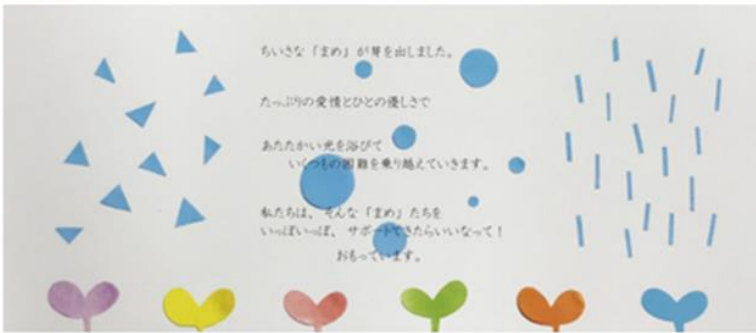 ちいさな「まめ」が芽を出しました。
たっぷりの愛情とひとの優しさで
あたたかい光を浴びて
いくつもの困難を乗り越えていきます。
私たちは、そんな「まめ」たちを
いっぽいっぽ、サポートできたらいいなって！
おもっています。